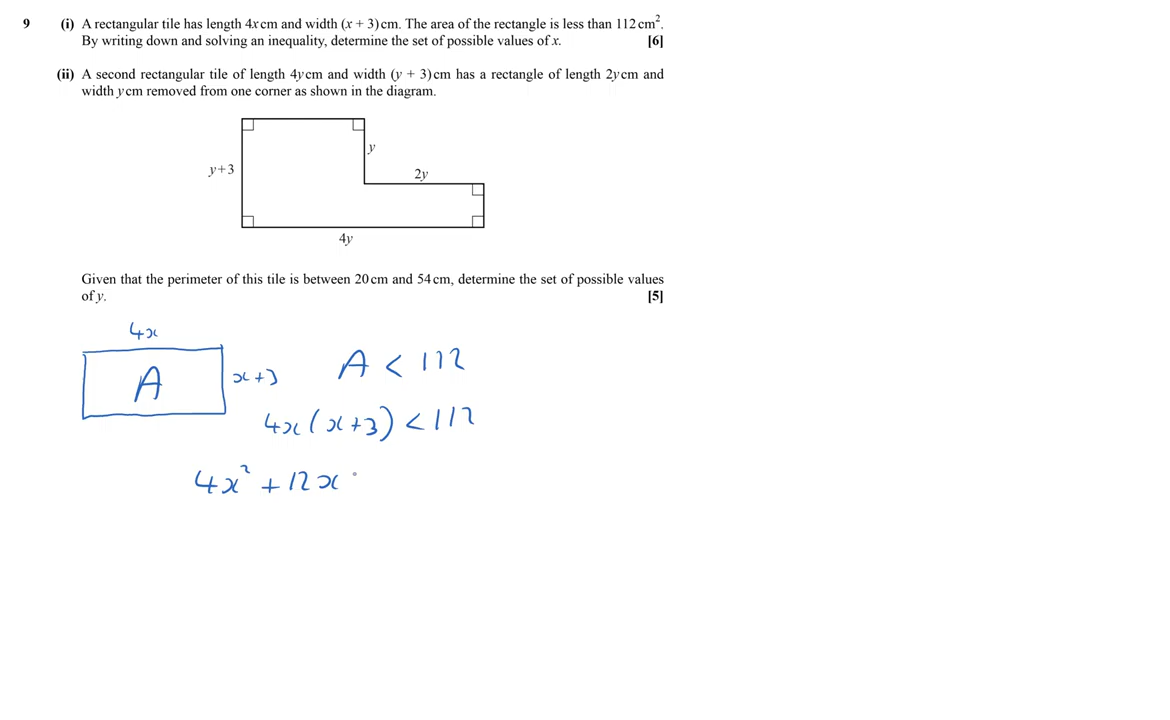 9 (i) A rectangular tile has length 4x cm and width (x + 3) cm. The area of the rectangle is less than 112 cm².
By writing down and solving an inequality, determine the set of possible values of x. [6]
(ii) A second rectangular tile of length 4y cm and width (y + 3) cm has a rectangle of length 2y cm and
width y cm removed from one corner as shown in the diagram.
y
y+3
2y
4y
Given that the perimeter of this tile is between 20 cm and 54 cm, determine the set of possible values
of y. [5]
4x
A x+3
A < 112
4x(x+3) < 112
4x² + 12x